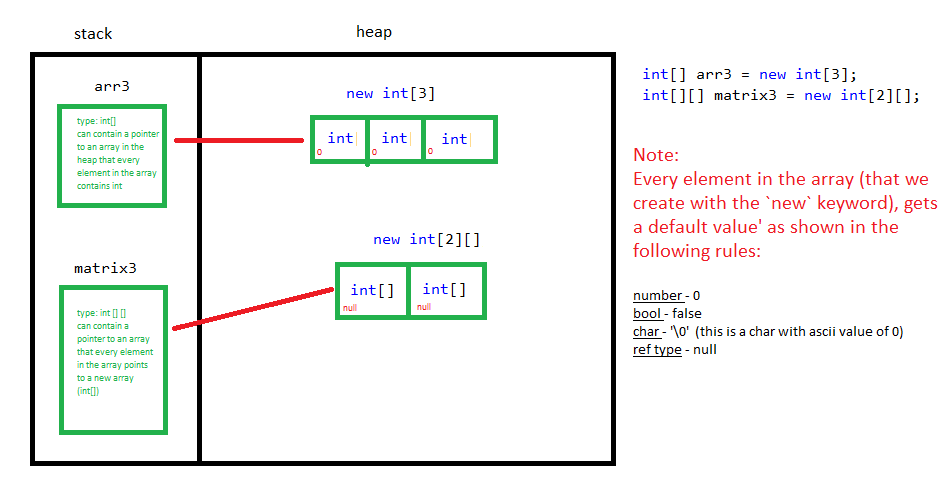 stack
heap
arr3
type: int[]
can contain a pointer
to an array in the
heap that every
element in the array
contains int
new int[3]
int
int
int
0
0
0
matrix3
type: int [] []
can contain a
pointer to an array
that every element
in the array points
to a new array
(int[])
new int[2][]
int[]
int[]
null
null
int[] arr3 = new int[3];
int[][] matrix3 = new int[2][];
Note:
Every element in the array (that we
create with the `new` keyword), gets
a default value' as shown in the
following rules:
number - 0
bool - false
char - '\0'  (this is a char with ascii value of 0)
ref type - null